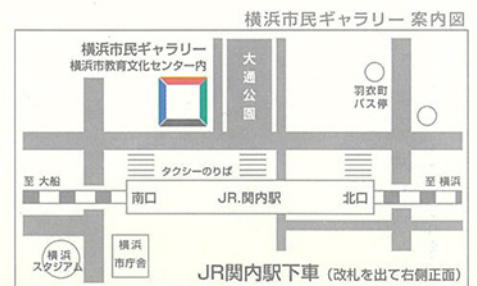 横浜市民ギャラリー 案内図
横浜市民ギャラリー
横浜市教育文化センター内
大通公園
羽衣町
バス停
タクシーのりば
至 大船
至 横浜
南口
JR.関内駅
北口
横浜
スタジアム
横浜
市庁舎
JR関内駅下車（改札を出て右側正面）